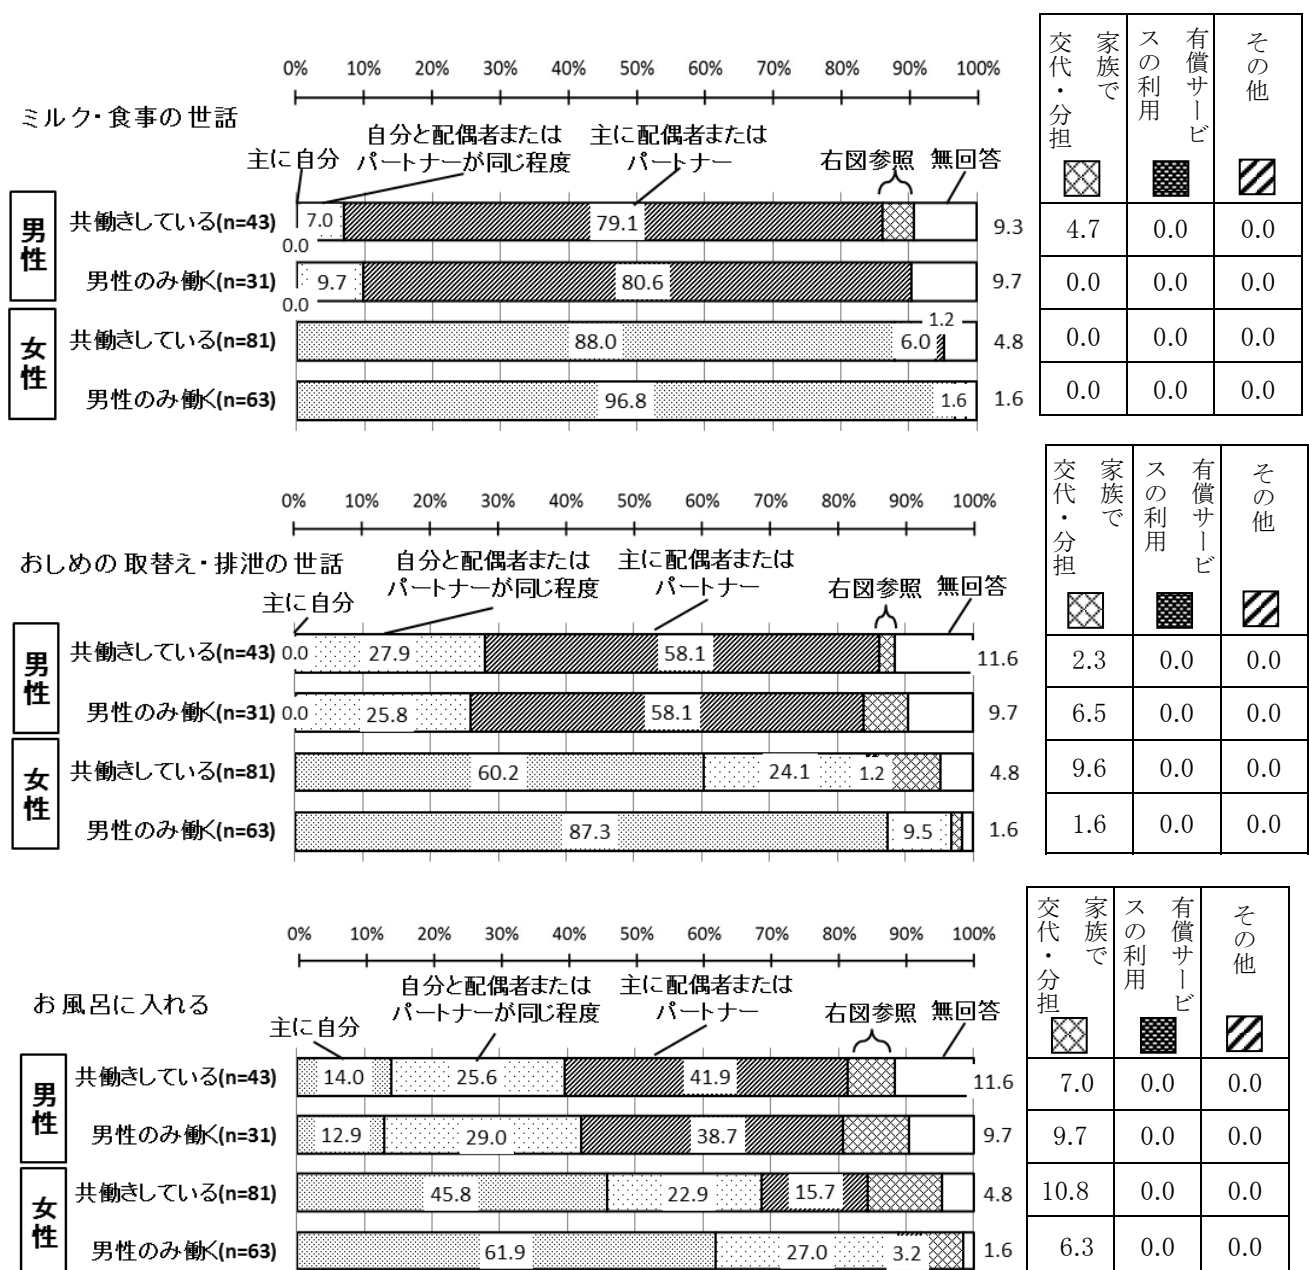 0% 10% 20% 30% 40% 50% 60% 70% 80% 90% 100%
ミルク・食事の世話
主に自分
自分と配偶者または
パートナーが同じ程度
主に配偶者または
パートナー
右図参照
無回答
家族で
交代・分担
有償サービ
スの利用
その他
男性
共働きしている(n=43) 0.0 7.0 79.1 9.3 4.7 0.0 0.0
男性のみ働く(n=31) 0.0 9.7 80.6 9.7 0.0 0.0 0.0
女性
共働きしている(n=81) 88.0 6.0 1.2 4.8 0.0 0.0 0.0
男性のみ働く(n=63) 96.8 1.6 1.6 0.0 0.0 0.0
0% 10% 20% 30% 40% 50% 60% 70% 80% 90% 100%
おしめの取替え・排泄の世話
主に自分
自分と配偶者または
パートナーが同じ程度
主に配偶者または
パートナー
右図参照
無回答
家族で
交代・分担
有償サービ
スの利用
その他
男性
共働きしている(n=43) 0.0 27.9 58.1 11.6 2.3 0.0 0.0
男性のみ働く(n=31) 0.0 25.8 58.1 9.7 6.5 0.0 0.0
女性
共働きしている(n=81) 60.2 24.1 1.2 4.8 9.6 0.0 0.0
男性のみ働く(n=63) 87.3 9.5 1.6 1.6 0.0 0.0
0% 10% 20% 30% 40% 50% 60% 70% 80% 90% 100%
お風呂に入れる
主に自分
自分と配偶者または
パートナーが同じ程度
主に配偶者または
パートナー
右図参照
無回答
家族で
交代・分担
有償サービ
スの利用
その他
男性
共働きしている(n=43) 14.0 25.6 41.9 11.6 7.0 0.0 0.0
男性のみ働く(n=31) 12.9 29.0 38.7 9.7 9.7 0.0 0.0
女性
共働きしている(n=81) 45.8 22.9 15.7 4.8 10.8 0.0 0.0
男性のみ働く(n=63) 61.9 27.0 3.2 1.6 6.3 0.0 0.0